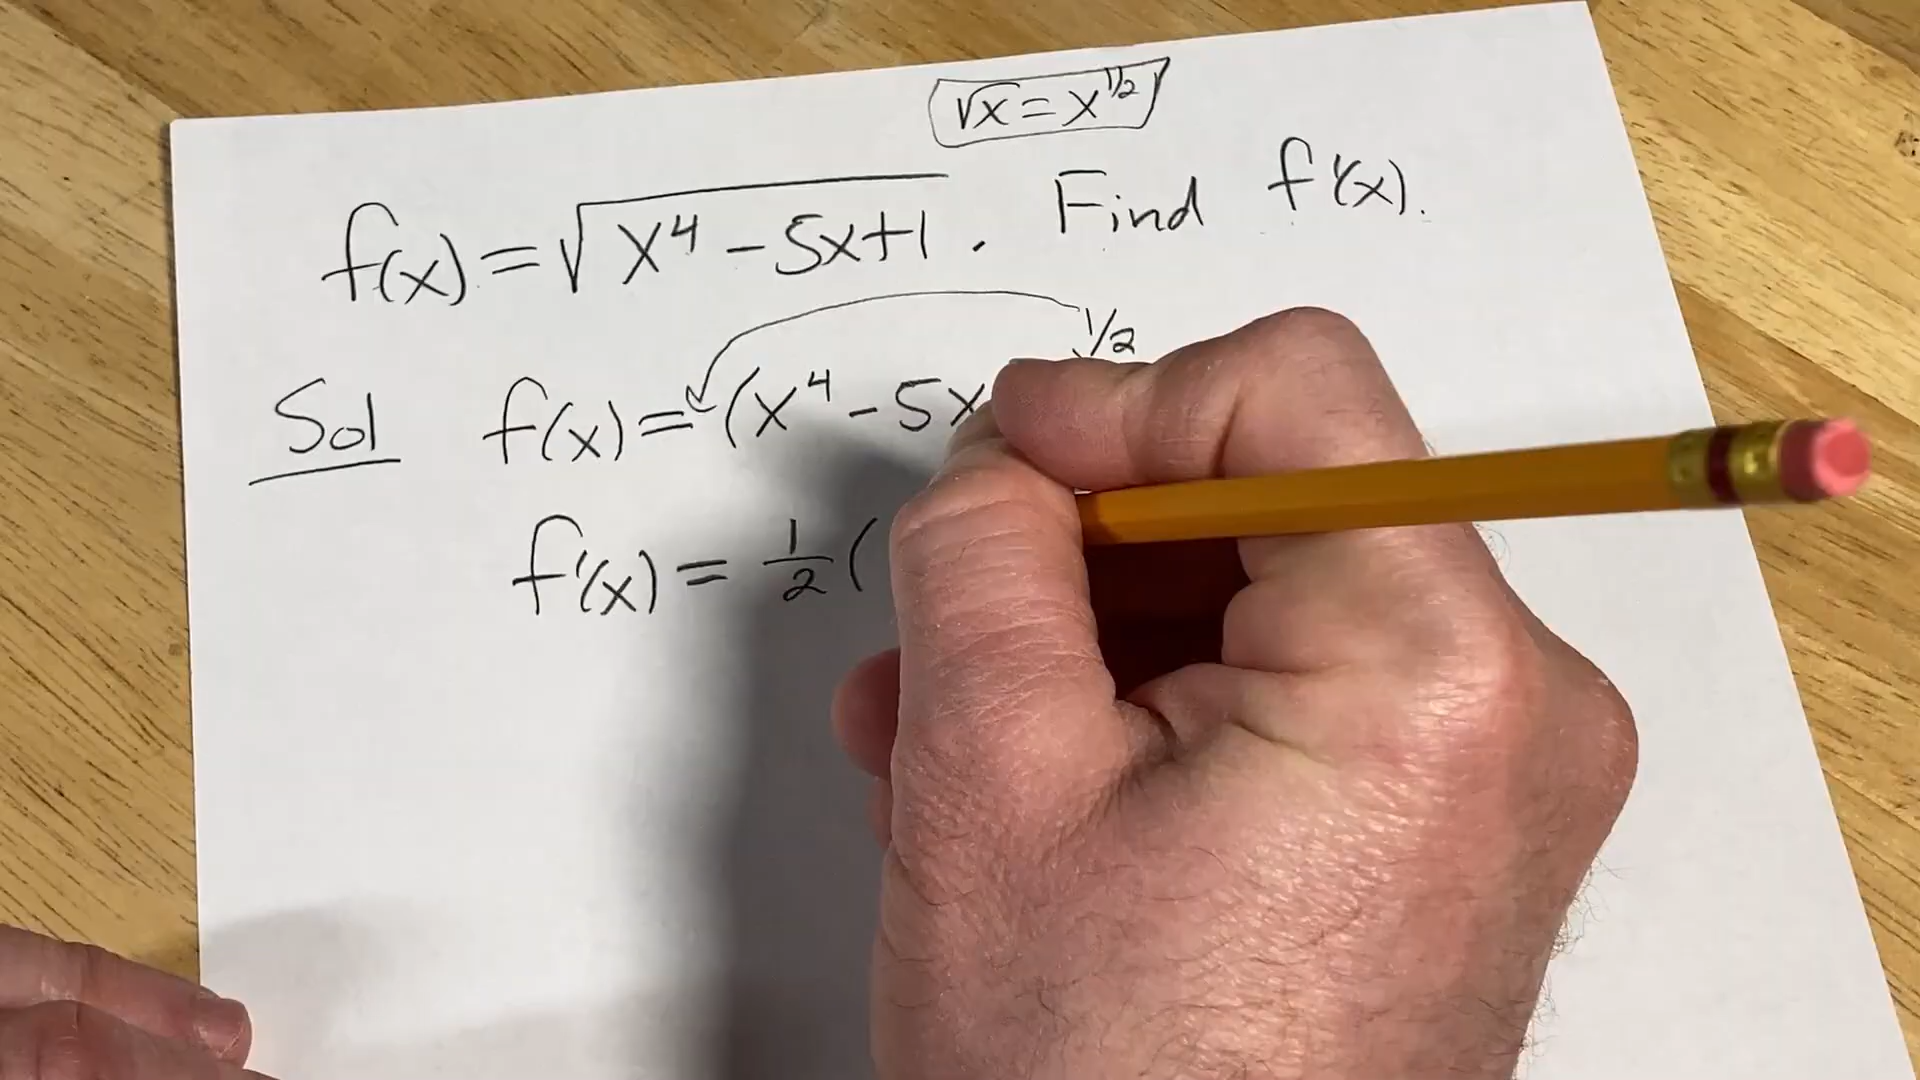 √x = x^1/2
f(x) = √x⁴ - 5x+1 . Find f'(x).
Sol f(x) = (x⁴ - 5x 1/2
f'(x) = 1/2 (